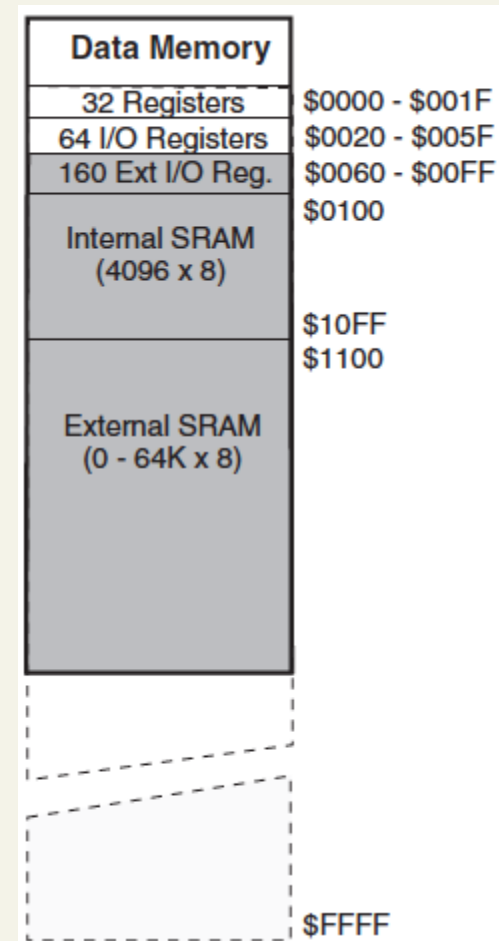 Data Memory
32 Registers $0000 - $001F
64 I/O Registers $0020 - $005F
160 Ext I/O Reg. $0060 - $00FF
$0100
Internal SRAM
(4096 x 8)
$10FF
$1100
External SRAM
(0 - 64K x 8)
$FFFF